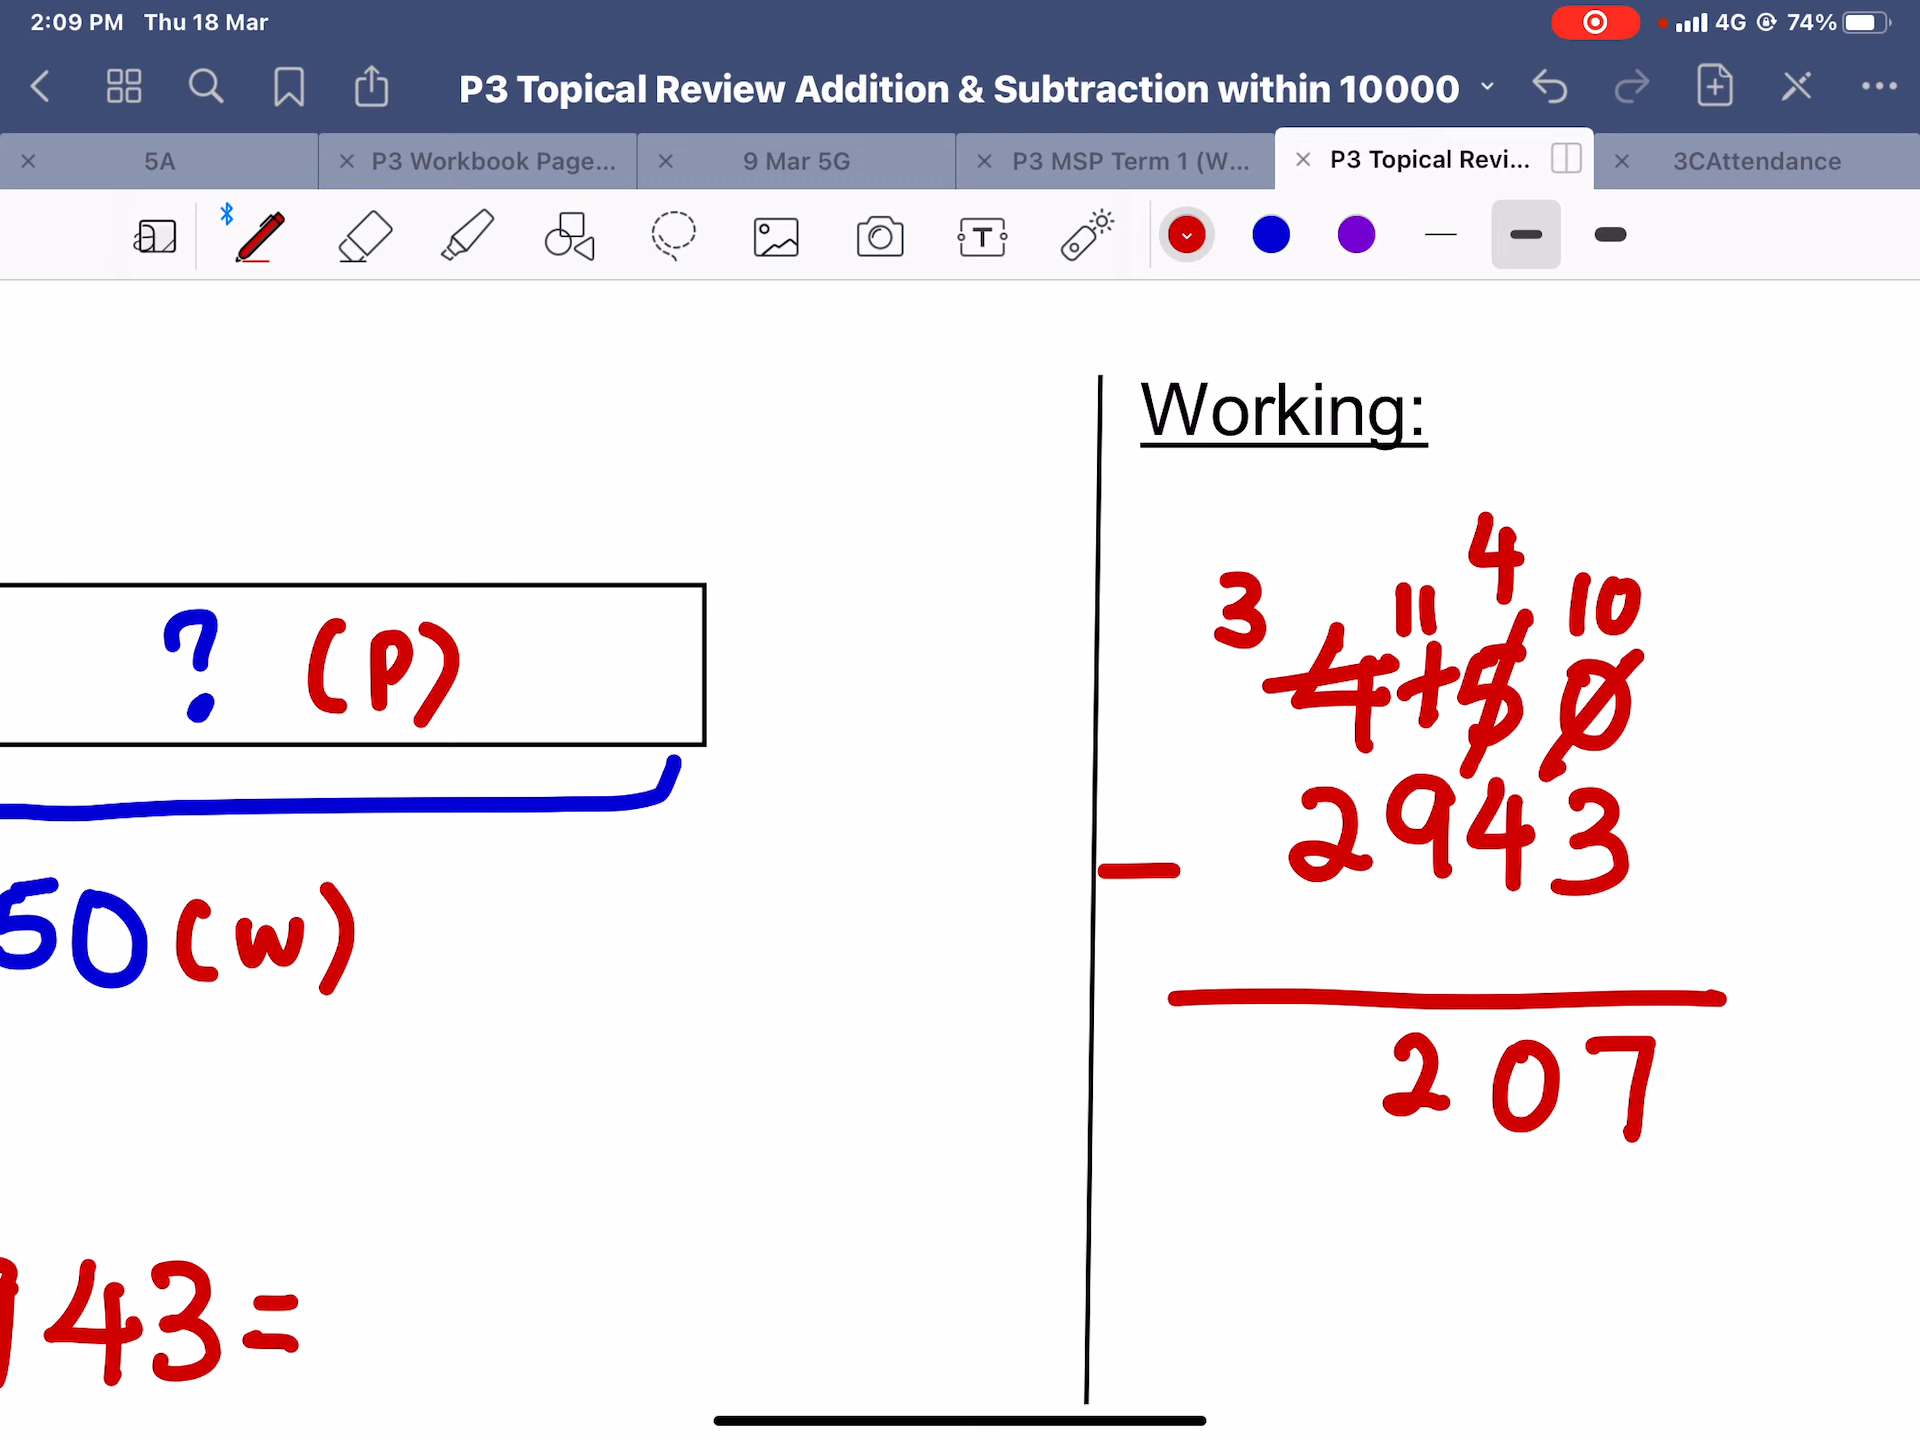 2:09 PM Thu 18 Mar 4G 74%
P3 Topical Review Addition & Subtraction within 10000
5A P3 Workbook Page... 9 Mar 5G P3 MSP Term 1 (W... P3 Topical Revi... 3CAttendance
Working:
? (P)
50 (W)
43 =
4
3 11 10
4150
- 2943
207